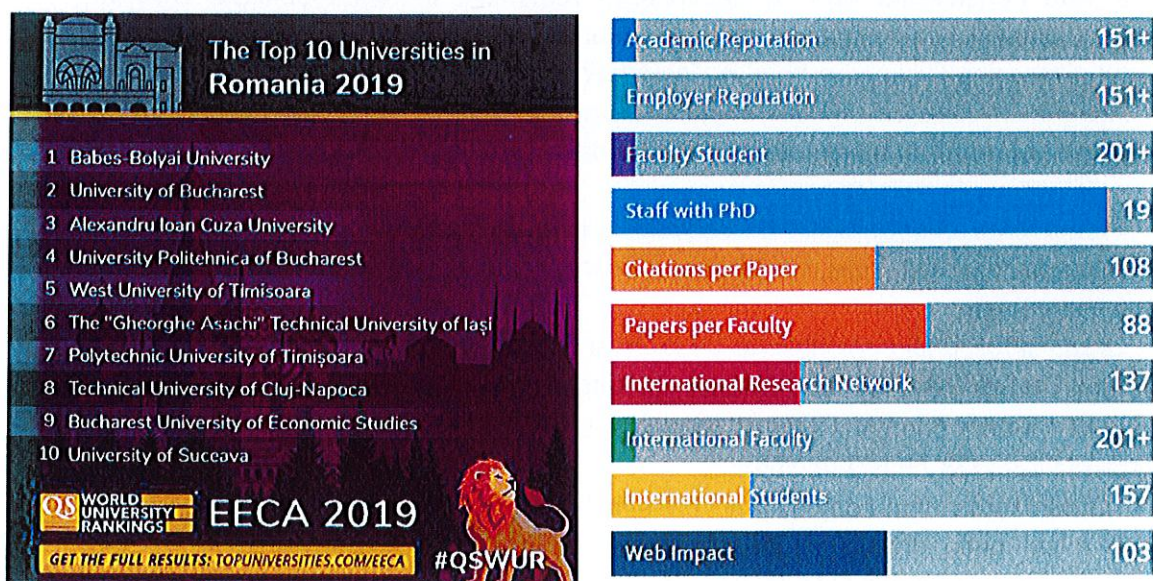 The Top 10 Universities in
Romania 2019
1 Babes-Bolyai University
2 University of Bucharest
3 Alexandru Ioan Cuza University
4 University Politehnica of Bucharest
5 West University of Timisoara
6 The "Gheorghe Asachi" Technical University of Iași
7 Polytechnic University of Timișoara
8 Technical University of Cluj-Napoca
9 Bucharest University of Economic Studies
10 University of Suceava
QS WORLD
UNIVERSITY
RANKINGS
EECA 2019
GET THE FULL RESULTS: TOPUNIVERSITIES.COM/EECA
#QSWUR
Academic Reputation 151+
Employer Reputation 151+
Faculty Student 201+
Staff with PhD 19
Citations per Paper 108
Papers per Faculty 88
International Research Network 137
International Faculty 201+
International Students 157
Web Impact 103